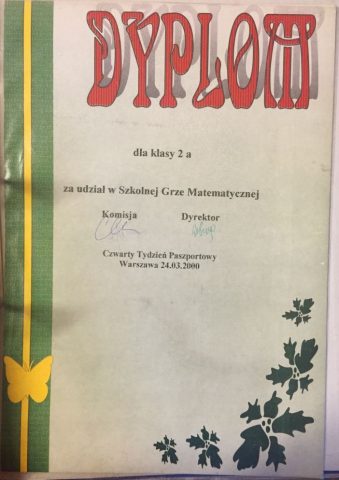 DYPLOM
dla klasy 2 a
za udział w Szkolnej Grze Matematycznej
Komisja Dyrektor
Czwarty Tydzień Paszportowy
Warszawa 24.03.2000